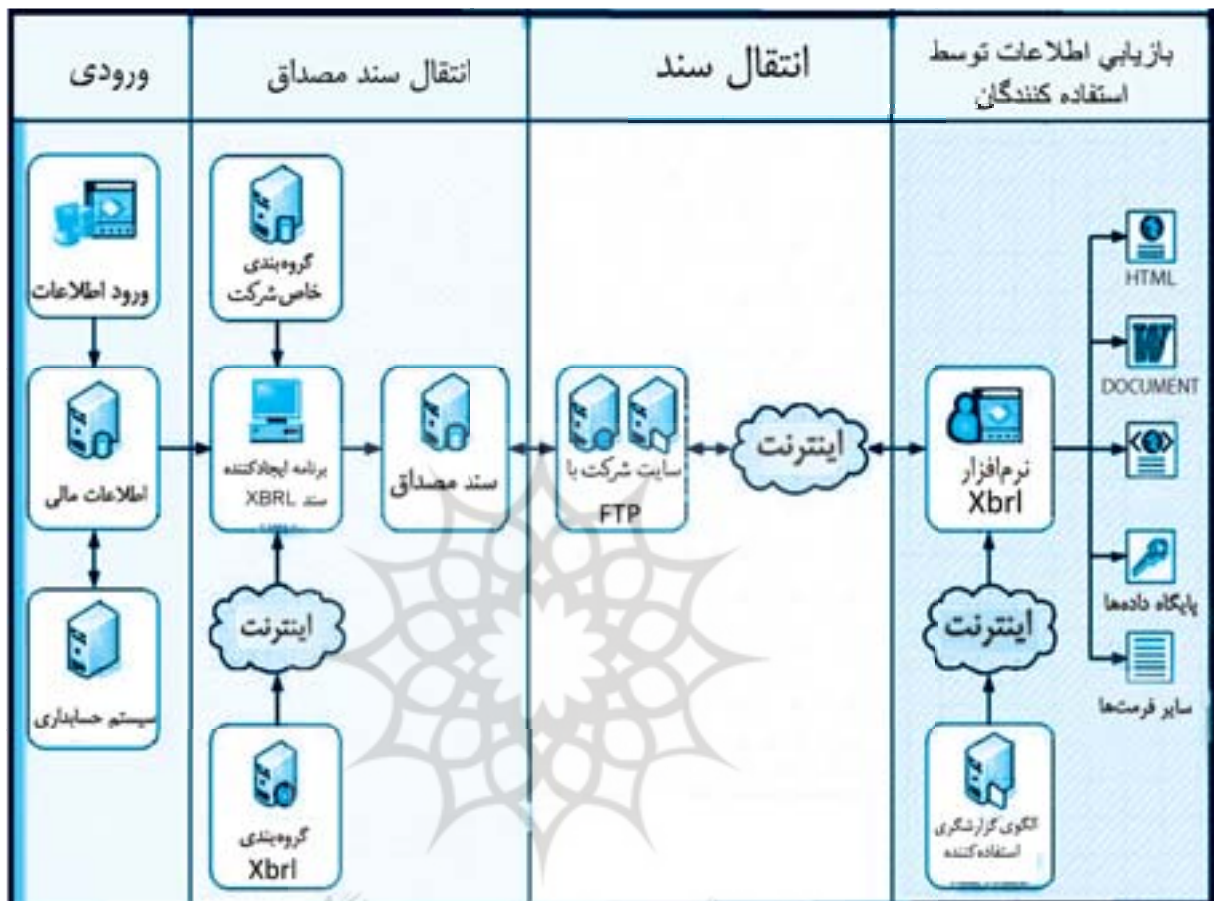 ورودی
انتقال سند مصداق
انتقال سند
بازیابي اطلاعات توسط
استفاده کنندگان
ورود اطلاعات
اطلاعات مالی
سیستم حسابداری
گروه‌بندی
خاص شرکت
برنامه ایجادکننده
سند XBRL
اینترنت
گروه‌بندی
Xbrl
سند مصداق
سایت شرکت با
FTP
اینترنت
نرم‌افزار
Xbrl
اینترنت
الگوی گزارشگری
استفاده‌کننده
HTML
DOCUMENT
پایگاه داده‌ها
سایر فرمت‌ها